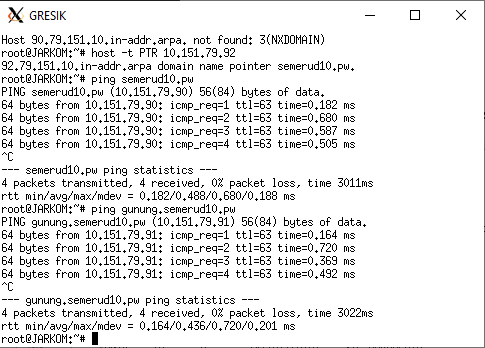 GRESIK
Host 90.79.151.10.in-addr.arpa. not found: 3(NXDOMAIN)
root@JARKOM:~# host -t PTR 10.151.79.92
92.79.151.10.in-addr.arpa domain name pointer semerud10.pw.
root@JARKOM:~# ping semerud10.pw
PING semerud10.pw (10.151.79.90) 56(84) bytes of data.
64 bytes from 10.151.79.90: icmp_req=1 ttl=63 time=0.182 ms
64 bytes from 10.151.79.90: icmp_req=2 ttl=63 time=0.680 ms
64 bytes from 10.151.79.90: icmp_req=3 ttl=63 time=0.587 ms
64 bytes from 10.151.79.90: icmp_req=4 ttl=63 time=0.505 ms
^C
--- semerud10.pw ping statistics ---
4 packets transmitted, 4 received, 0% packet loss, time 3011ms
rtt min/avg/max/mdev = 0.182/0.488/0.680/0.188 ms
root@JARKOM:~# ping gunung.semerud10.pw
PING gunung.semerud10.pw (10.151.79.91) 56(84) bytes of data.
64 bytes from 10.151.79.91: icmp_req=1 ttl=63 time=0.164 ms
64 bytes from 10.151.79.91: icmp_req=2 ttl=63 time=0.720 ms
64 bytes from 10.151.79.91: icmp_req=3 ttl=63 time=0.369 ms
64 bytes from 10.151.79.91: icmp_req=4 ttl=63 time=0.492 ms
^C
--- gunung.semerud10.pw ping statistics ---
4 packets transmitted, 4 received, 0% packet loss, time 3022ms
rtt min/avg/max/mdev = 0.164/0.436/0.720/0.201 ms
root@JARKOM:~#